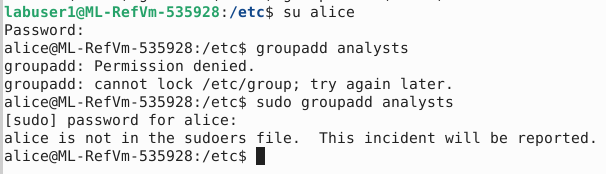 labuser1@ML-RefVm-535928:/etc$ su alice
Password:
alice@ML-RefVm-535928:/etc$ groupadd analysts
groupadd: Permission denied.
groupadd: cannot lock /etc/group; try again later.
alice@ML-RefVm-535928:/etc$ sudo groupadd analysts
[sudo] password for alice:
alice is not in the sudoers file.  This incident will be reported.
alice@ML-RefVm-535928:/etc$